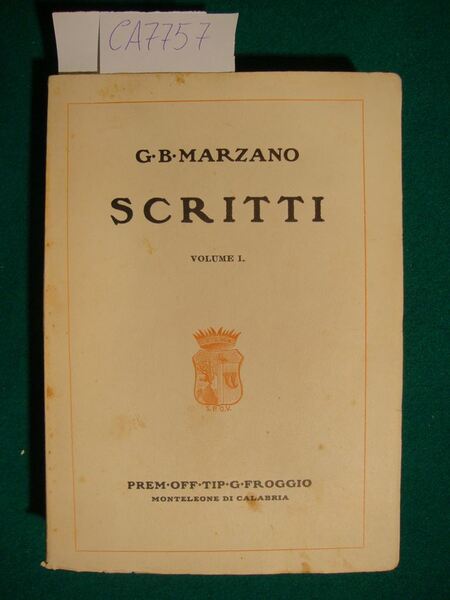 CA7757
G·B·MARZANO
SCRITTI
VOLUME I.
S.P.Q.V.
PREM·OFF·TIP·G·FROGGIO
MONTELEONE DI CALABRIA